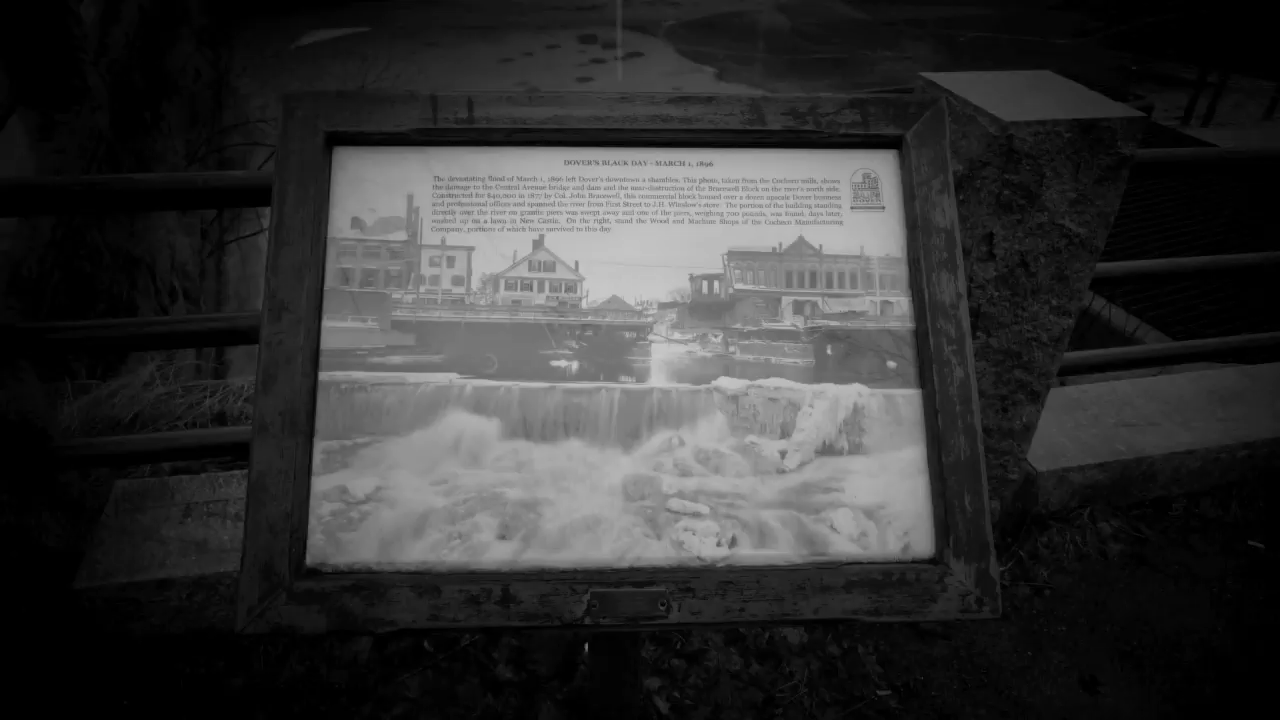 DOVER'S BLACK DAY - MARCH 1, 1896
The devastating flood of March 1, 1896 left Dover's downtown a shambles. This photo, taken from the Cocheco mills, shows
the damage to the Central Avenue bridge and dam and the near-destruction of the Bracewell Block on the river's north side.
Constructed for $40,000 in 1877 by Col. John Bracewell, this commercial block housed over a dozen upscale Dover business
and professional offices and spanned the river from First Street to J.H. Winslow's store. The portion of the building standing
directly over the river on granite piers was swept away and one of the piers, weighing 700 pounds, was found, days later,
washed up on a lawn in New Castle. On the right, stand the Wood and Machine Shops of the Cocheco Manufacturing
Company, portions of which have survived to this day.